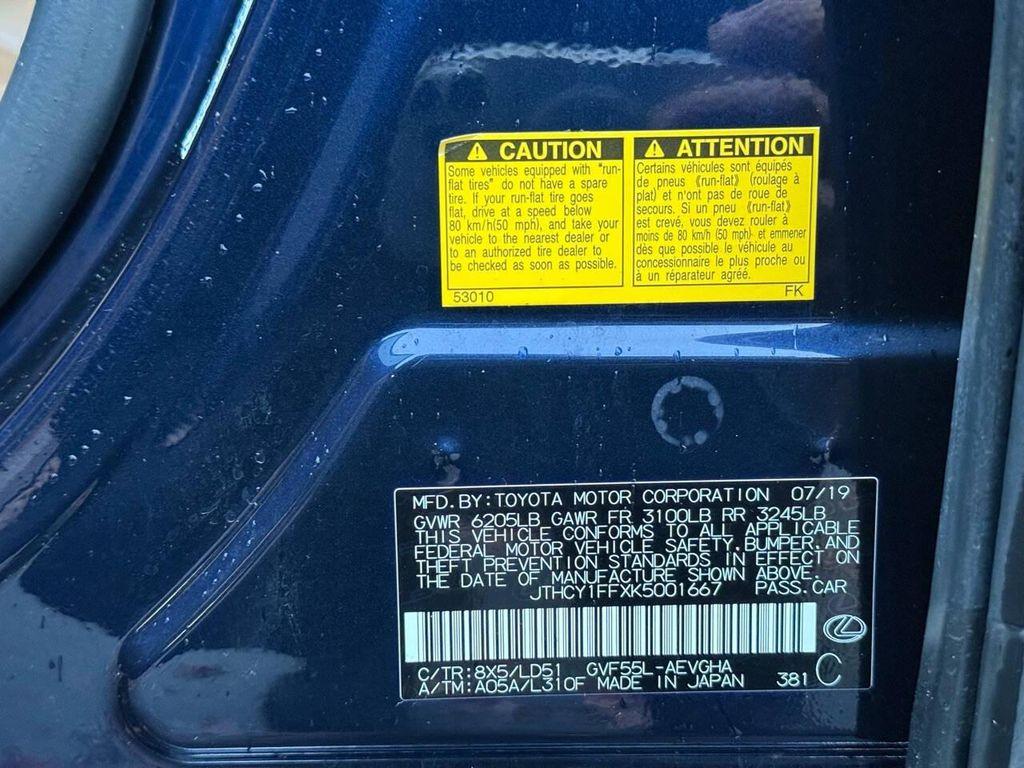 CAUTION
Some vehicles equipped with "run-
flat tires" do not have a spare
tire. If your run-flat tire goes
flat, drive at a speed below
80 km/h(50 mph), and take your
vehicle to the nearest dealer or
to an authorized tire dealer to
be checked as soon as possible.
53010
ATTENTION
Certains véhicules sont équipés
de pneus 《run-flat》 (roulage à
plat) et n'ont pas de roue de
secours. Si un pneu 《run-flat》
est crevé, vous devez rouler à
moins de 80 km/h (50 mph) et emmener
dès que possible le véhicule au
concessionnaire le plus proche ou
à un réparateur agréé.
FK
MFD.BY:TOYOTA MOTOR CORPORATION 07/19
GVWR 6205LB GAWR FR 3100LB RR 3245LB
THIS VEHICLE CONFORMS TO ALL APPLICABLE
FEDERAL MOTOR VEHICLE SAFETY,BUMPER,AND
THEFT PREVENTION STANDARDS IN EFFECT ON
THE DATE OF MANUFACTURE SHOWN ABOVE.
JTHCY1FFXK5001667 PASS.CAR
C/TR:8X5/LD51 GVF55L-AEVGHA
A/TM:A05A/L310F MADE IN JAPAN 381 C